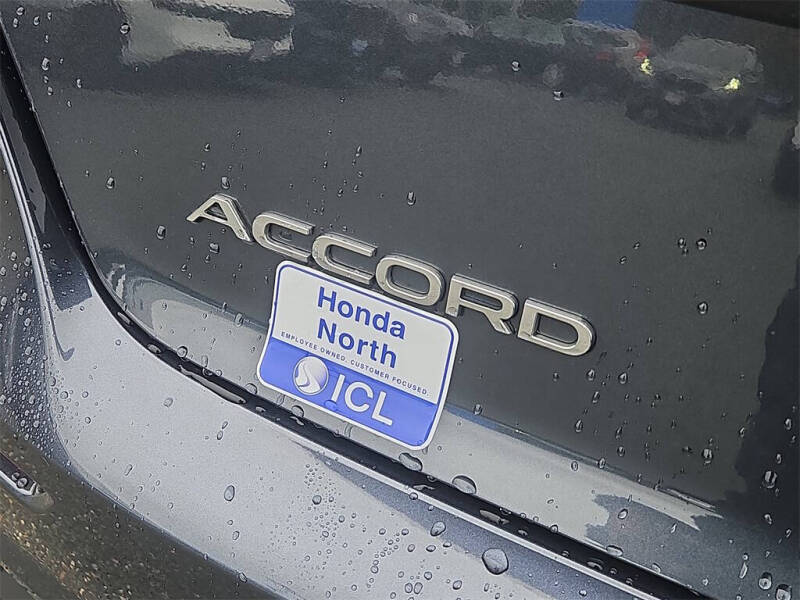 ACCORD
Honda
North
EMPLOYEE OWNED. CUSTOMER FOCUSED
ICL